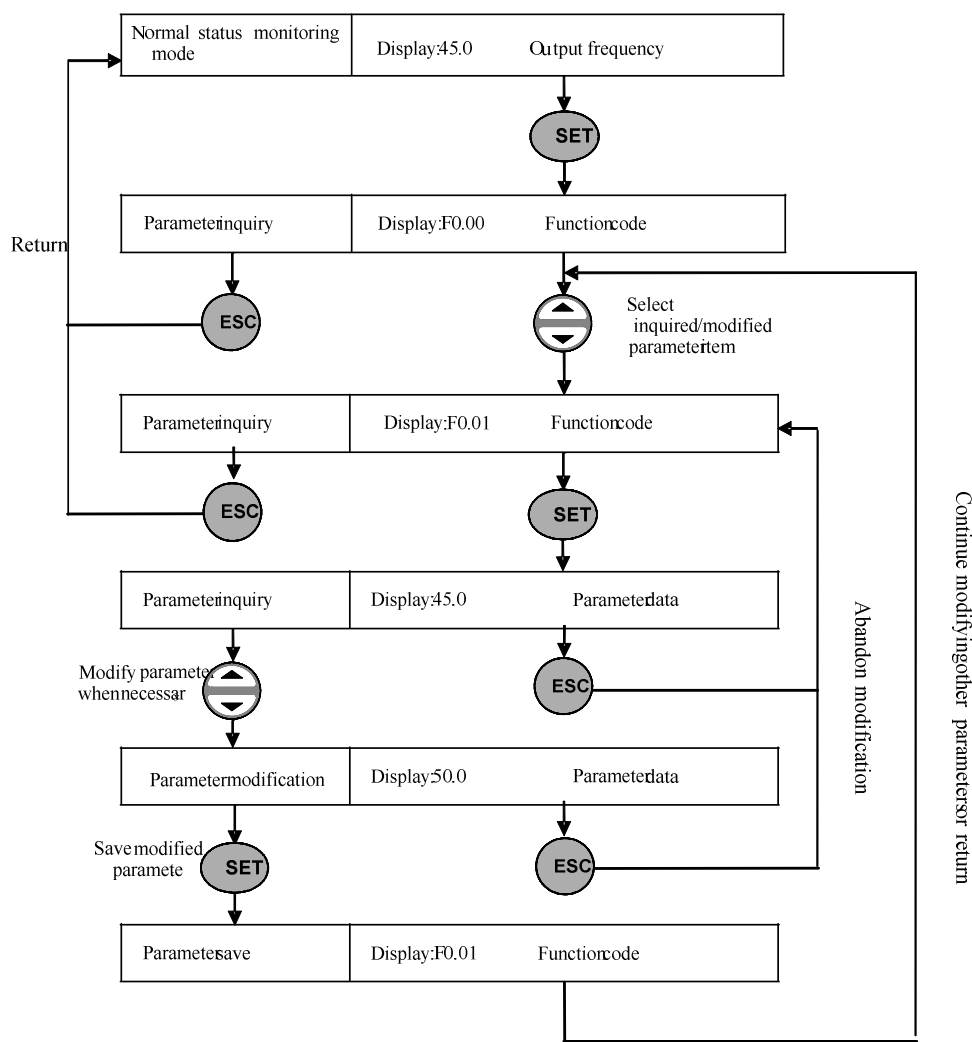 Normal status monitoring
mode
Display:45.0 Output frequency
SET
Parameterinquiry Display:F0.00 Functioncode
Return
ESC
Select
inquired/modified
parameteritem
Parameterinquiry Display:F0.01 Functioncode
ESC
SET
Parameterinquiry Display:45.0 Parameterdata
Modify parameter
whennecessar
ESC
Parametermodification Display:50.0 Parameterdata
Savemodified
paramete
SET
ESC
Parametersave Display:F0.01 Functioncode
Abandon modification
Continue modifyingother parametersor return